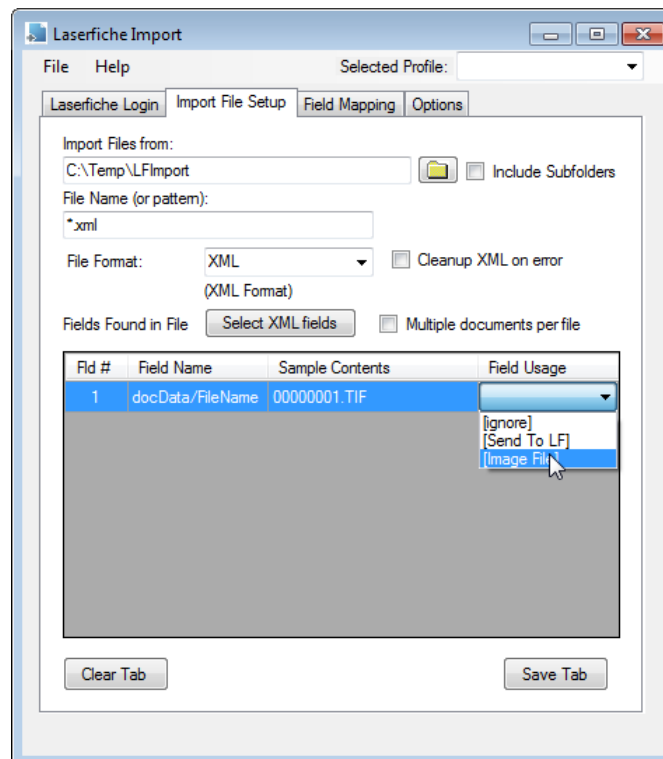 Laserfiche Import
File Help Selected Profile:
Laserfiche Login Import File Setup Field Mapping Options
Import Files from:
C:\Temp\LFImport Include Subfolders
File Name (or pattern):
*.xml
File Format: XML Cleanup XML on error
(XML Format)
Fields Found in File Select XML fields Multiple documents per file
Fld # Field Name Sample Contents Field Usage
1 docData/FileName 00000001.TIF
[ignore]
[Send To LF]
[Image File]
Clear Tab Save Tab